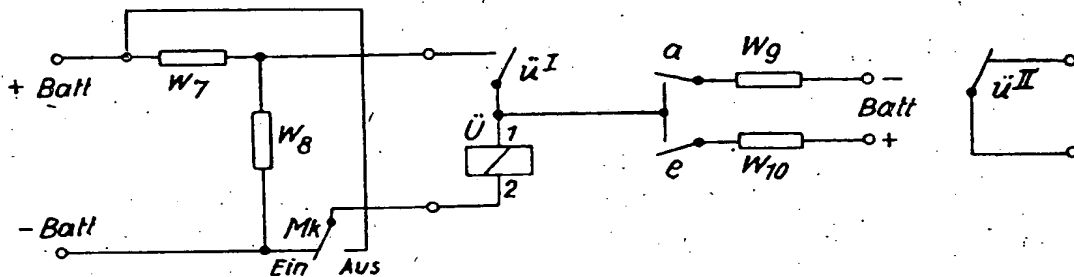 + Batt
W7
W8
- Batt
Mk
Ein
Aus
üI
Ü
1
2
a
e
W9
W10
-
Batt
+
üII